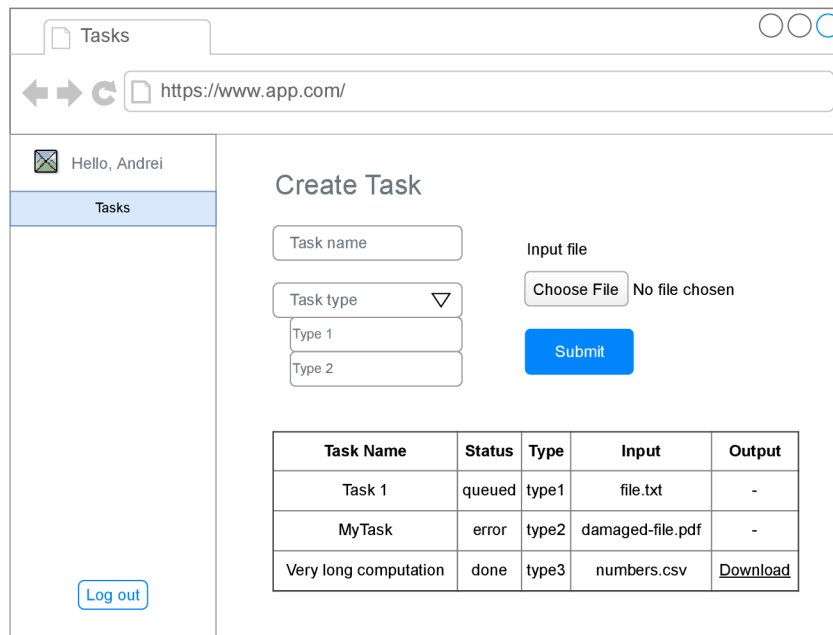 Tasks
https://www.app.com/
Hello, Andrei
Tasks
Log out
Create Task
Task name
Task type
Type 1
Type 2
Input file
Choose File No file chosen
Submit
Task Name Status Type Input Output
Task 1 queued type1 file.txt -
MyTask error type2 damaged-file.pdf -
Very long computation done type3 numbers.csv Download